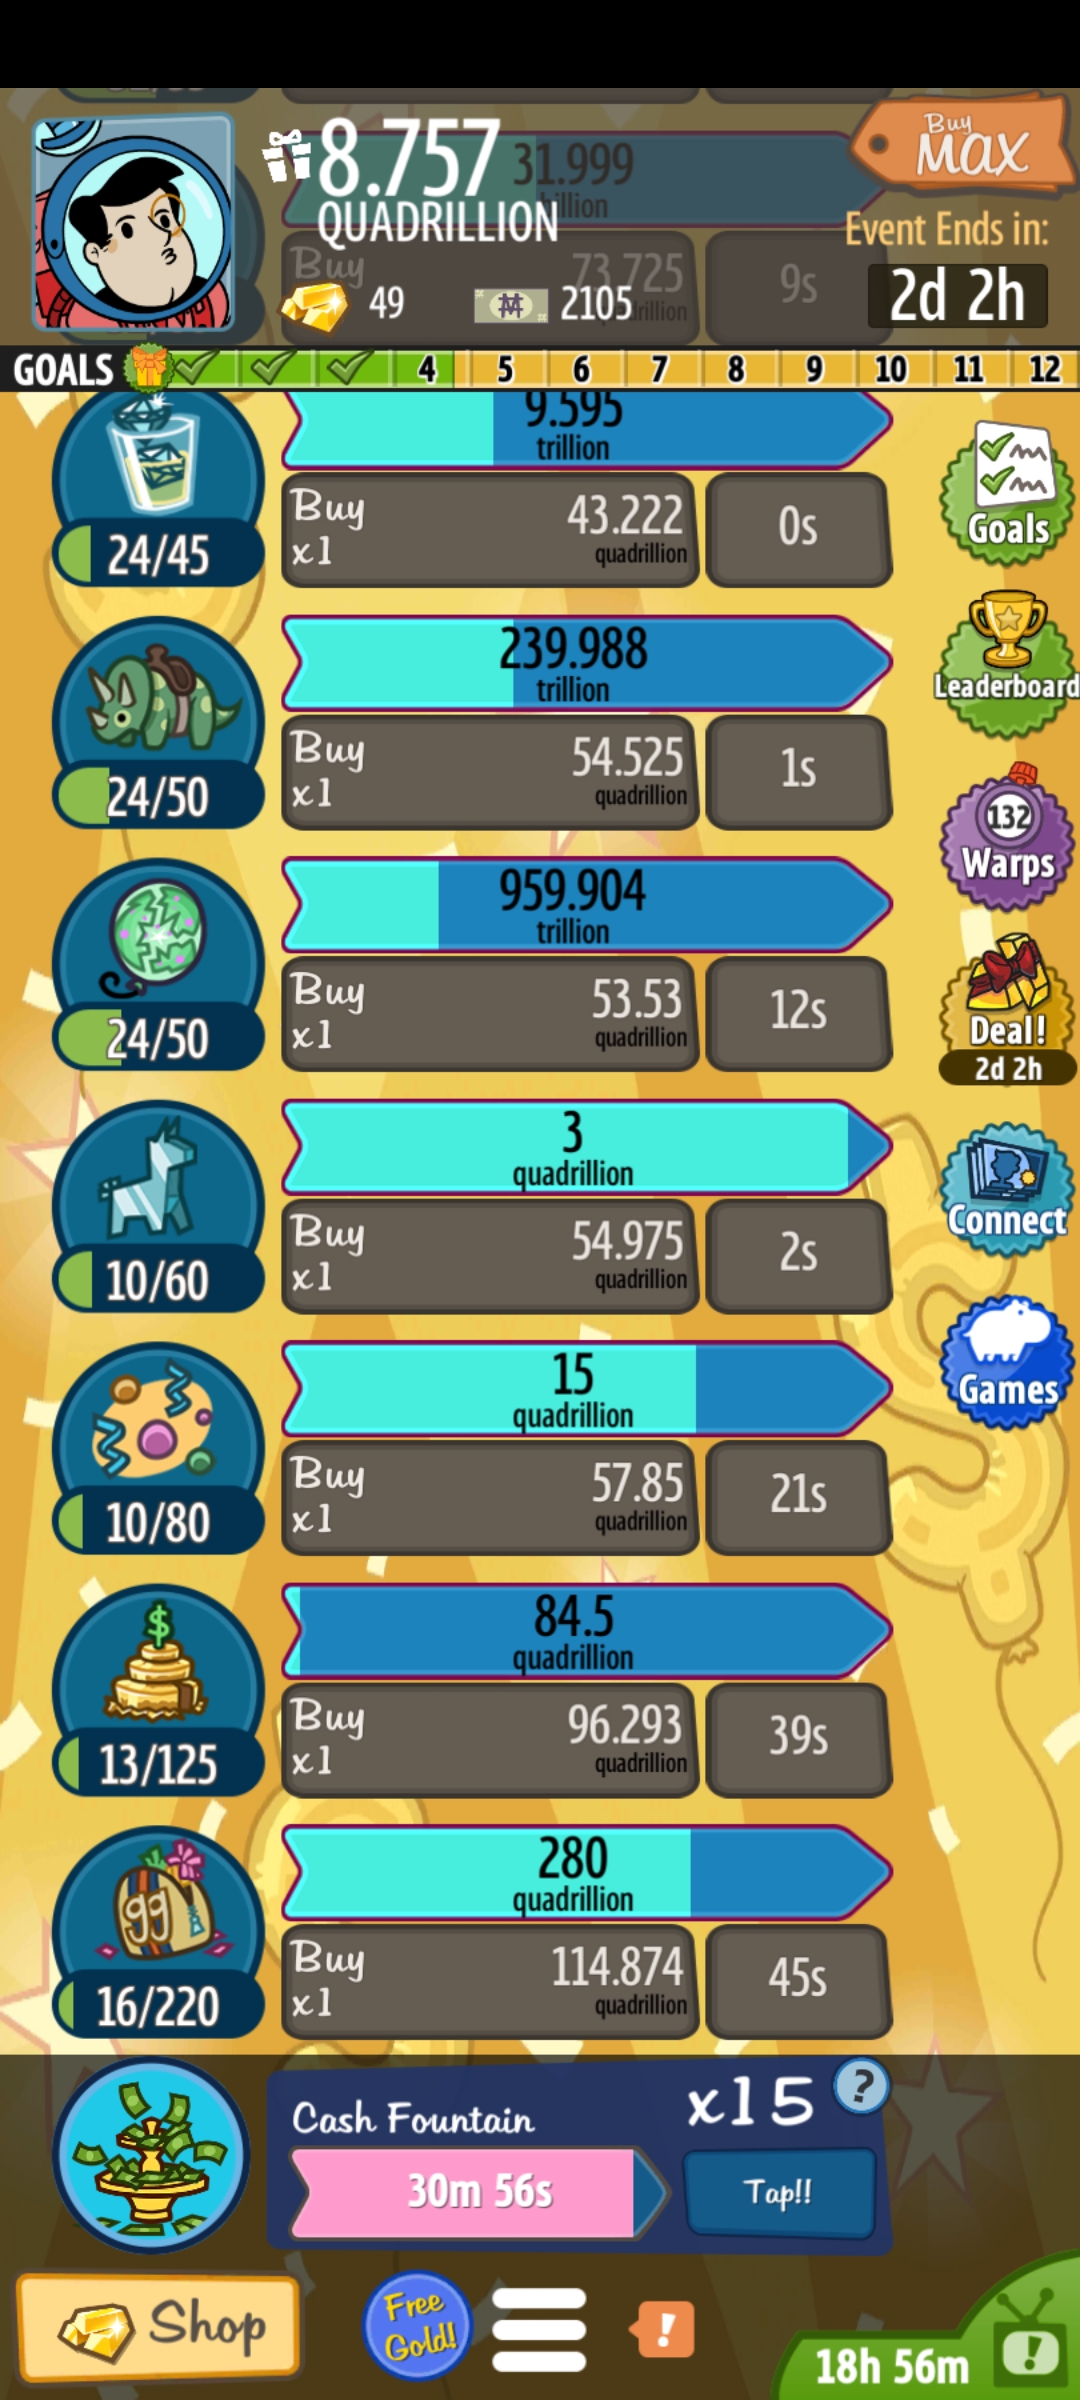 8.757
QUADRILLION
31.999
Buy
MAX
Event Ends in:
2d 2h
Buy
73.725
9s
49
2105
GOALS
4 5 6 7 8 9 10 11 12
9.595
trillion
24/45
Buy
x1
43.222
quadrillion
0s
Goals
239.988
trillion
24/50
Buy
x1
54.525
quadrillion
1s
Leaderboard
959.904
trillion
24/50
Buy
x1
53.53
quadrillion
12s
132
Warps
Deal!
2d 2h
3
quadrillion
10/60
Buy
x1
54.975
quadrillion
2s
Connect
15
quadrillion
10/80
Buy
x1
57.85
quadrillion
21s
Games
$
84.5
quadrillion
13/125
Buy
x1
96.293
quadrillion
39s
99
280
quadrillion
16/220
Buy
x1
114.874
quadrillion
45s
Cash Fountain
x15
?
30m 56s
Tap!!
Shop
Free
Gold!
!
18h 56m
!